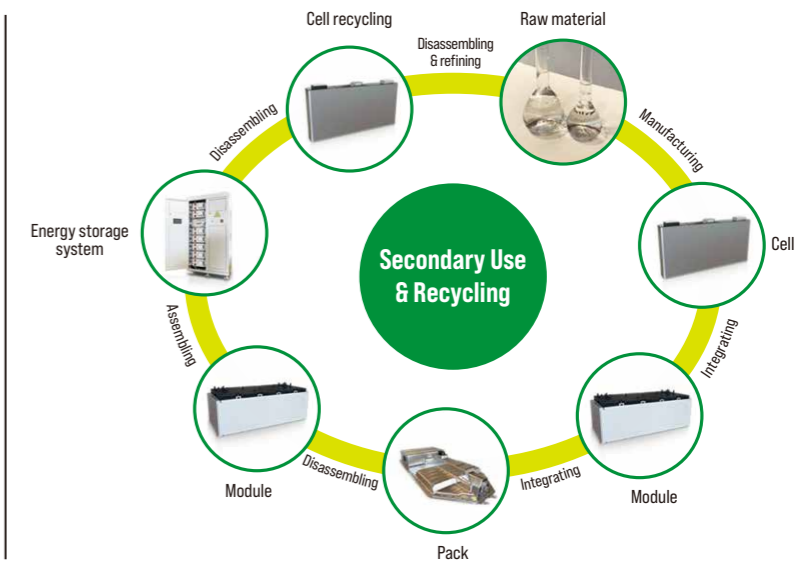 Cell recycling
Disassembling
& refining
Raw material
Manufacturing
Cell
Integrating
Module
Integrating
Pack
Disassembling
Module
Assembling
Energy storage
system
Disassembling
Secondary Use
& Recycling